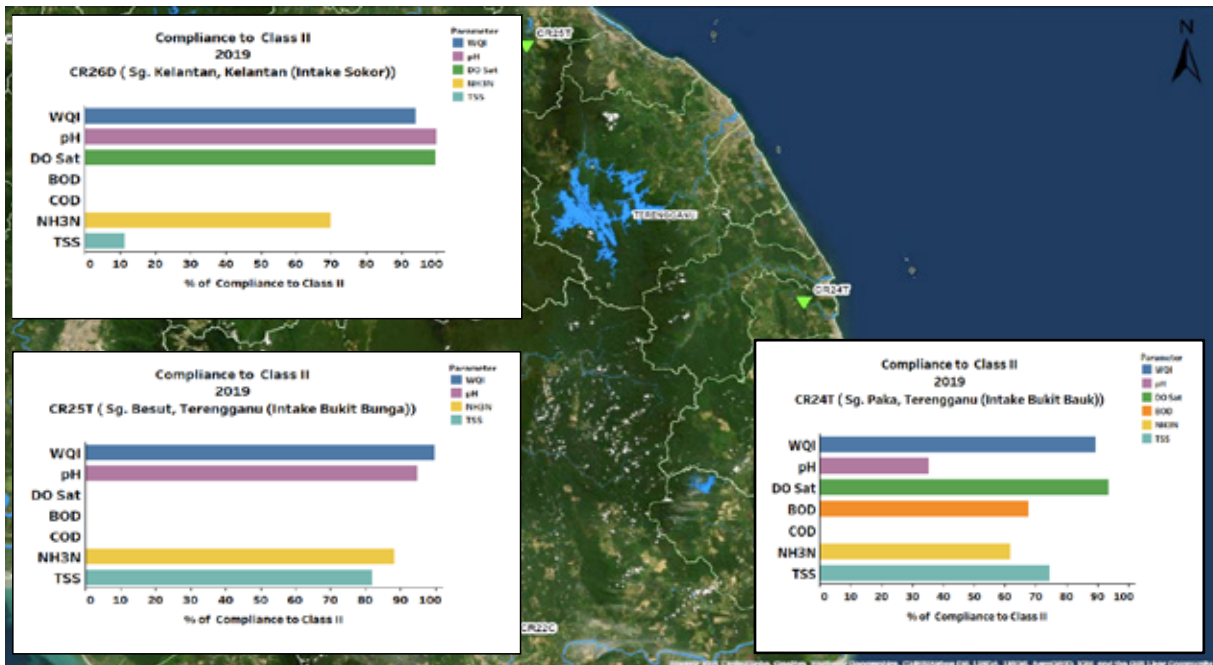 Compliance to Class II
2019
CR26D ( Sg. Kelantan, Kelantan (Intake Sokor))
Parameter
WQI
pH
DO Sat
NH3N
TSS
WQI
pH
DO Sat
BOD
COD
NH3N
TSS
0 10 20 30 40 50 60 70 80 90 100
% of Compliance to Class II
CR25T
N
TERENGGANU
CR24T
Compliance to Class II
2019
CR25T ( Sg. Besut, Terengganu (Intake Bukit Bunga))
Parameter
WQI
pH
NH3N
TSS
WQI
pH
DO Sat
BOD
COD
NH3N
TSS
0 10 20 30 40 50 60 70 80 90 100
% of Compliance to Class II
CR22C
Compliance to Class II
2019
CR24T ( Sg. Paka, Terengganu (Intake Bukit Bauk))
Parameter
WQI
pH
DO Sat
BOD
NH3N
TSS
WQI
pH
DO Sat
BOD
COD
NH3N
TSS
0 10 20 30 40 50 60 70 80 90 100
% of Compliance to Class II